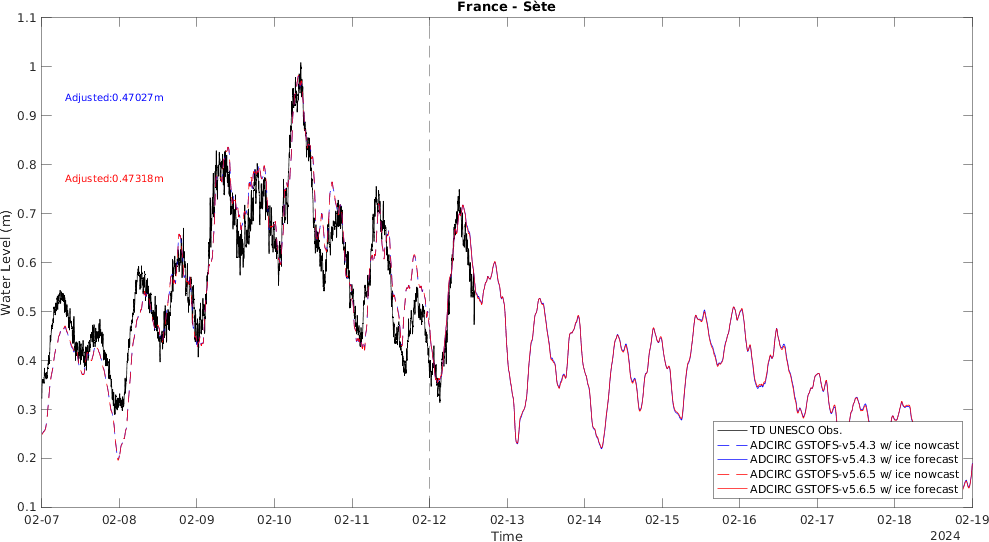 France - Sète
1.1
1
0.9
0.8
0.7
0.6
0.5
0.4
0.3
0.2
0.1
Water Level (m)
Adjusted:0.47027m
Adjusted:0.47318m
TD UNESCO Obs.
ADCIRC GSTOFS-v5.4.3 w/ ice nowcast
ADCIRC GSTOFS-v5.4.3 w/ ice forecast
ADCIRC GSTOFS-v5.6.5 w/ ice nowcast
ADCIRC GSTOFS-v5.6.5 w/ ice forecast
02-07 02-08 02-09 02-10 02-11 02-12 02-13 02-14 02-15 02-16 02-17 02-18 02-19
Time
2024